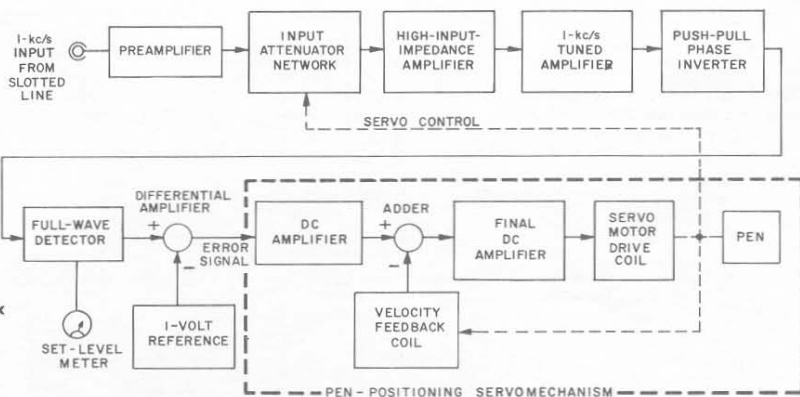 1-kc/s
INPUT
FROM
SLOTTED
LINE
PREAMPLIFIER
INPUT
ATTENUATOR
NETWORK
HIGH-INPUT-
IMPEDANCE
AMPLIFIER
1-kc/s
TUNED
AMPLIFIER
PUSH-PULL
PHASE
INVERTER
SERVO CONTROL
FULL-WAVE
DETECTOR
DIFFERENTIAL
AMPLIFIER
+
−
ERROR
SIGNAL
DC
AMPLIFIER
ADDER
+
−
FINAL
DC
AMPLIFIER
SERVO
MOTOR
DRIVE
COIL
PEN
x
SET-LEVEL
METER
1-VOLT
REFERENCE
VELOCITY
FEEDBACK
COIL
PEN-POSITIONING SERVOMECHANISM